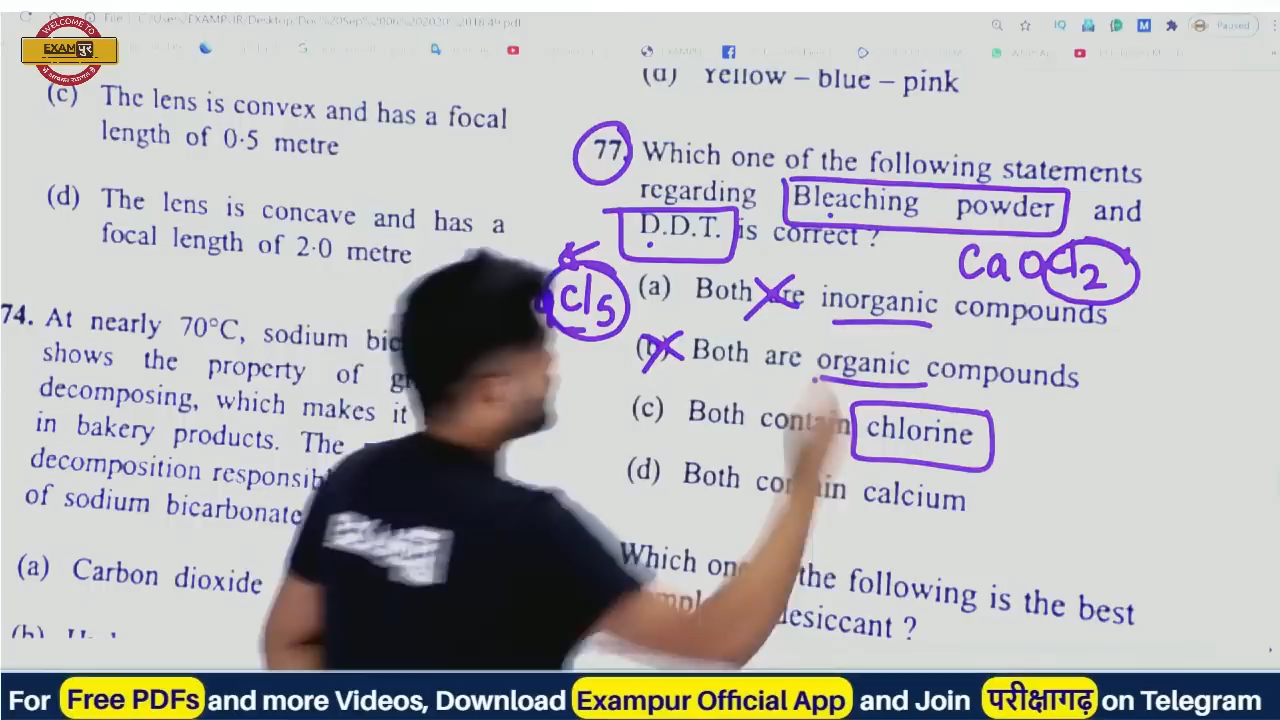 WELCOME TO
EXAM पुर
Paused
(c) The lens is convex and has a focal
length of 0·5 metre
(d) The lens is concave and has a
focal length of 2·0 metre
74. At nearly 70°C, sodium
shows the property of
decomposing, which makes it
in bakery products. The
decomposition
of sodium bicarbonate
(a) Carbon dioxide
(d) Yellow – blue – pink
77. Which one of the following statements
regarding Bleaching powder and
D.D.T. is correct ?
CaOCl2
Cl5
(a) Both are inorganic compounds
(b) Both are organic compounds
(c) Both contain chlorine
(d) Both contain calcium
Which the following is the best
desiccant ?
For Free PDFs and more Videos, Download Exampur Official App and Join परीक्षागढ़ on Telegram